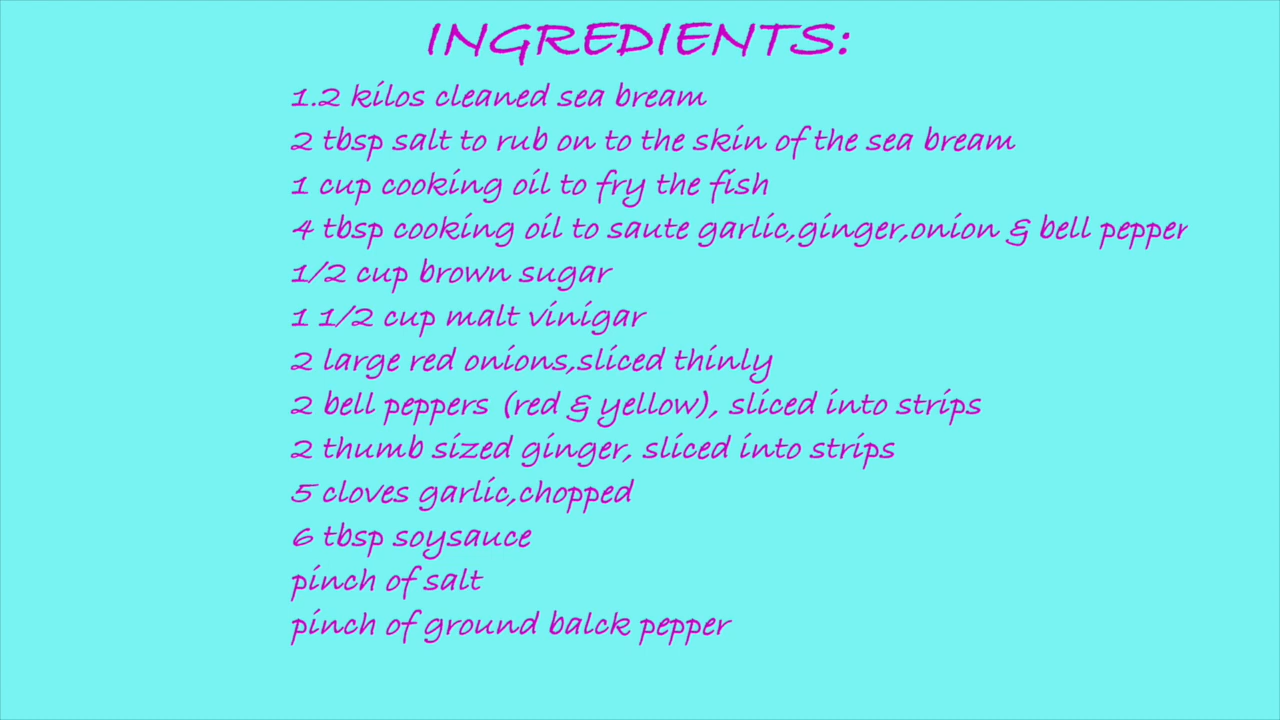 INGREDIENTS:
1.2 kilos cleaned sea bream
2 tbsp salt to rub on to the skin of the sea bream
1 cup cooking oil to fry the fish
4 tbsp cooking oil to saute garlic,ginger,onion & bell pepper
1/2 cup brown sugar
1 1/2 cup malt vinigar
2 large red onions,sliced thinly
2 bell peppers (red & yellow), sliced into strips
2 thumb sized ginger, sliced into strips
5 cloves garlic,chopped
6 tbsp soysauce
pinch of salt
pinch of ground balck pepper